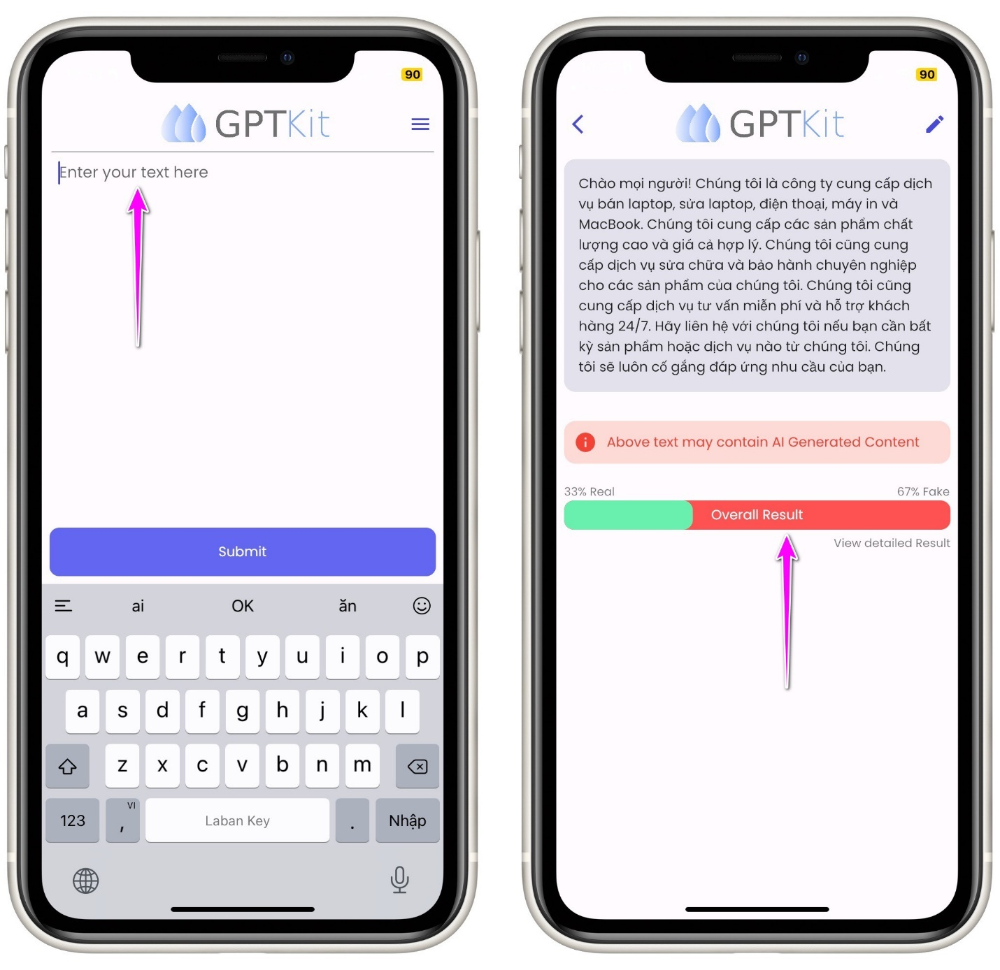 90
GPTKit
Enter your text here
Submit
ai OK ăn
q w e r t y u i o p
a s d f g h j k l
z x c v b n m
123 , VI Laban Key . Nhập
90
GPTKit
Chào mọi người! Chúng tôi là công ty cung cấp dịch
vụ bán laptop, sửa laptop, điện thoại, máy in và
MacBook. Chúng tôi cung cấp các sản phẩm chất
lượng cao và giá cả hợp lý. Chúng tôi cũng cung
cấp dịch vụ sửa chữa và bảo hành chuyên nghiệp
cho các sản phẩm của chúng tôi. Chúng tôi cũng
cung cấp dịch vụ tư vấn miễn phí và hỗ trợ khách
hàng 24/7. Hãy liên hệ với chúng tôi nếu bạn cần bất
kỳ sản phẩm hoặc dịch vụ nào từ chúng tôi. Chúng
tôi sẽ luôn cố gắng đáp ứng nhu cầu của bạn.
Above text may contain AI Generated Content
33% Real 67% Fake
Overall Result
View detailed Result